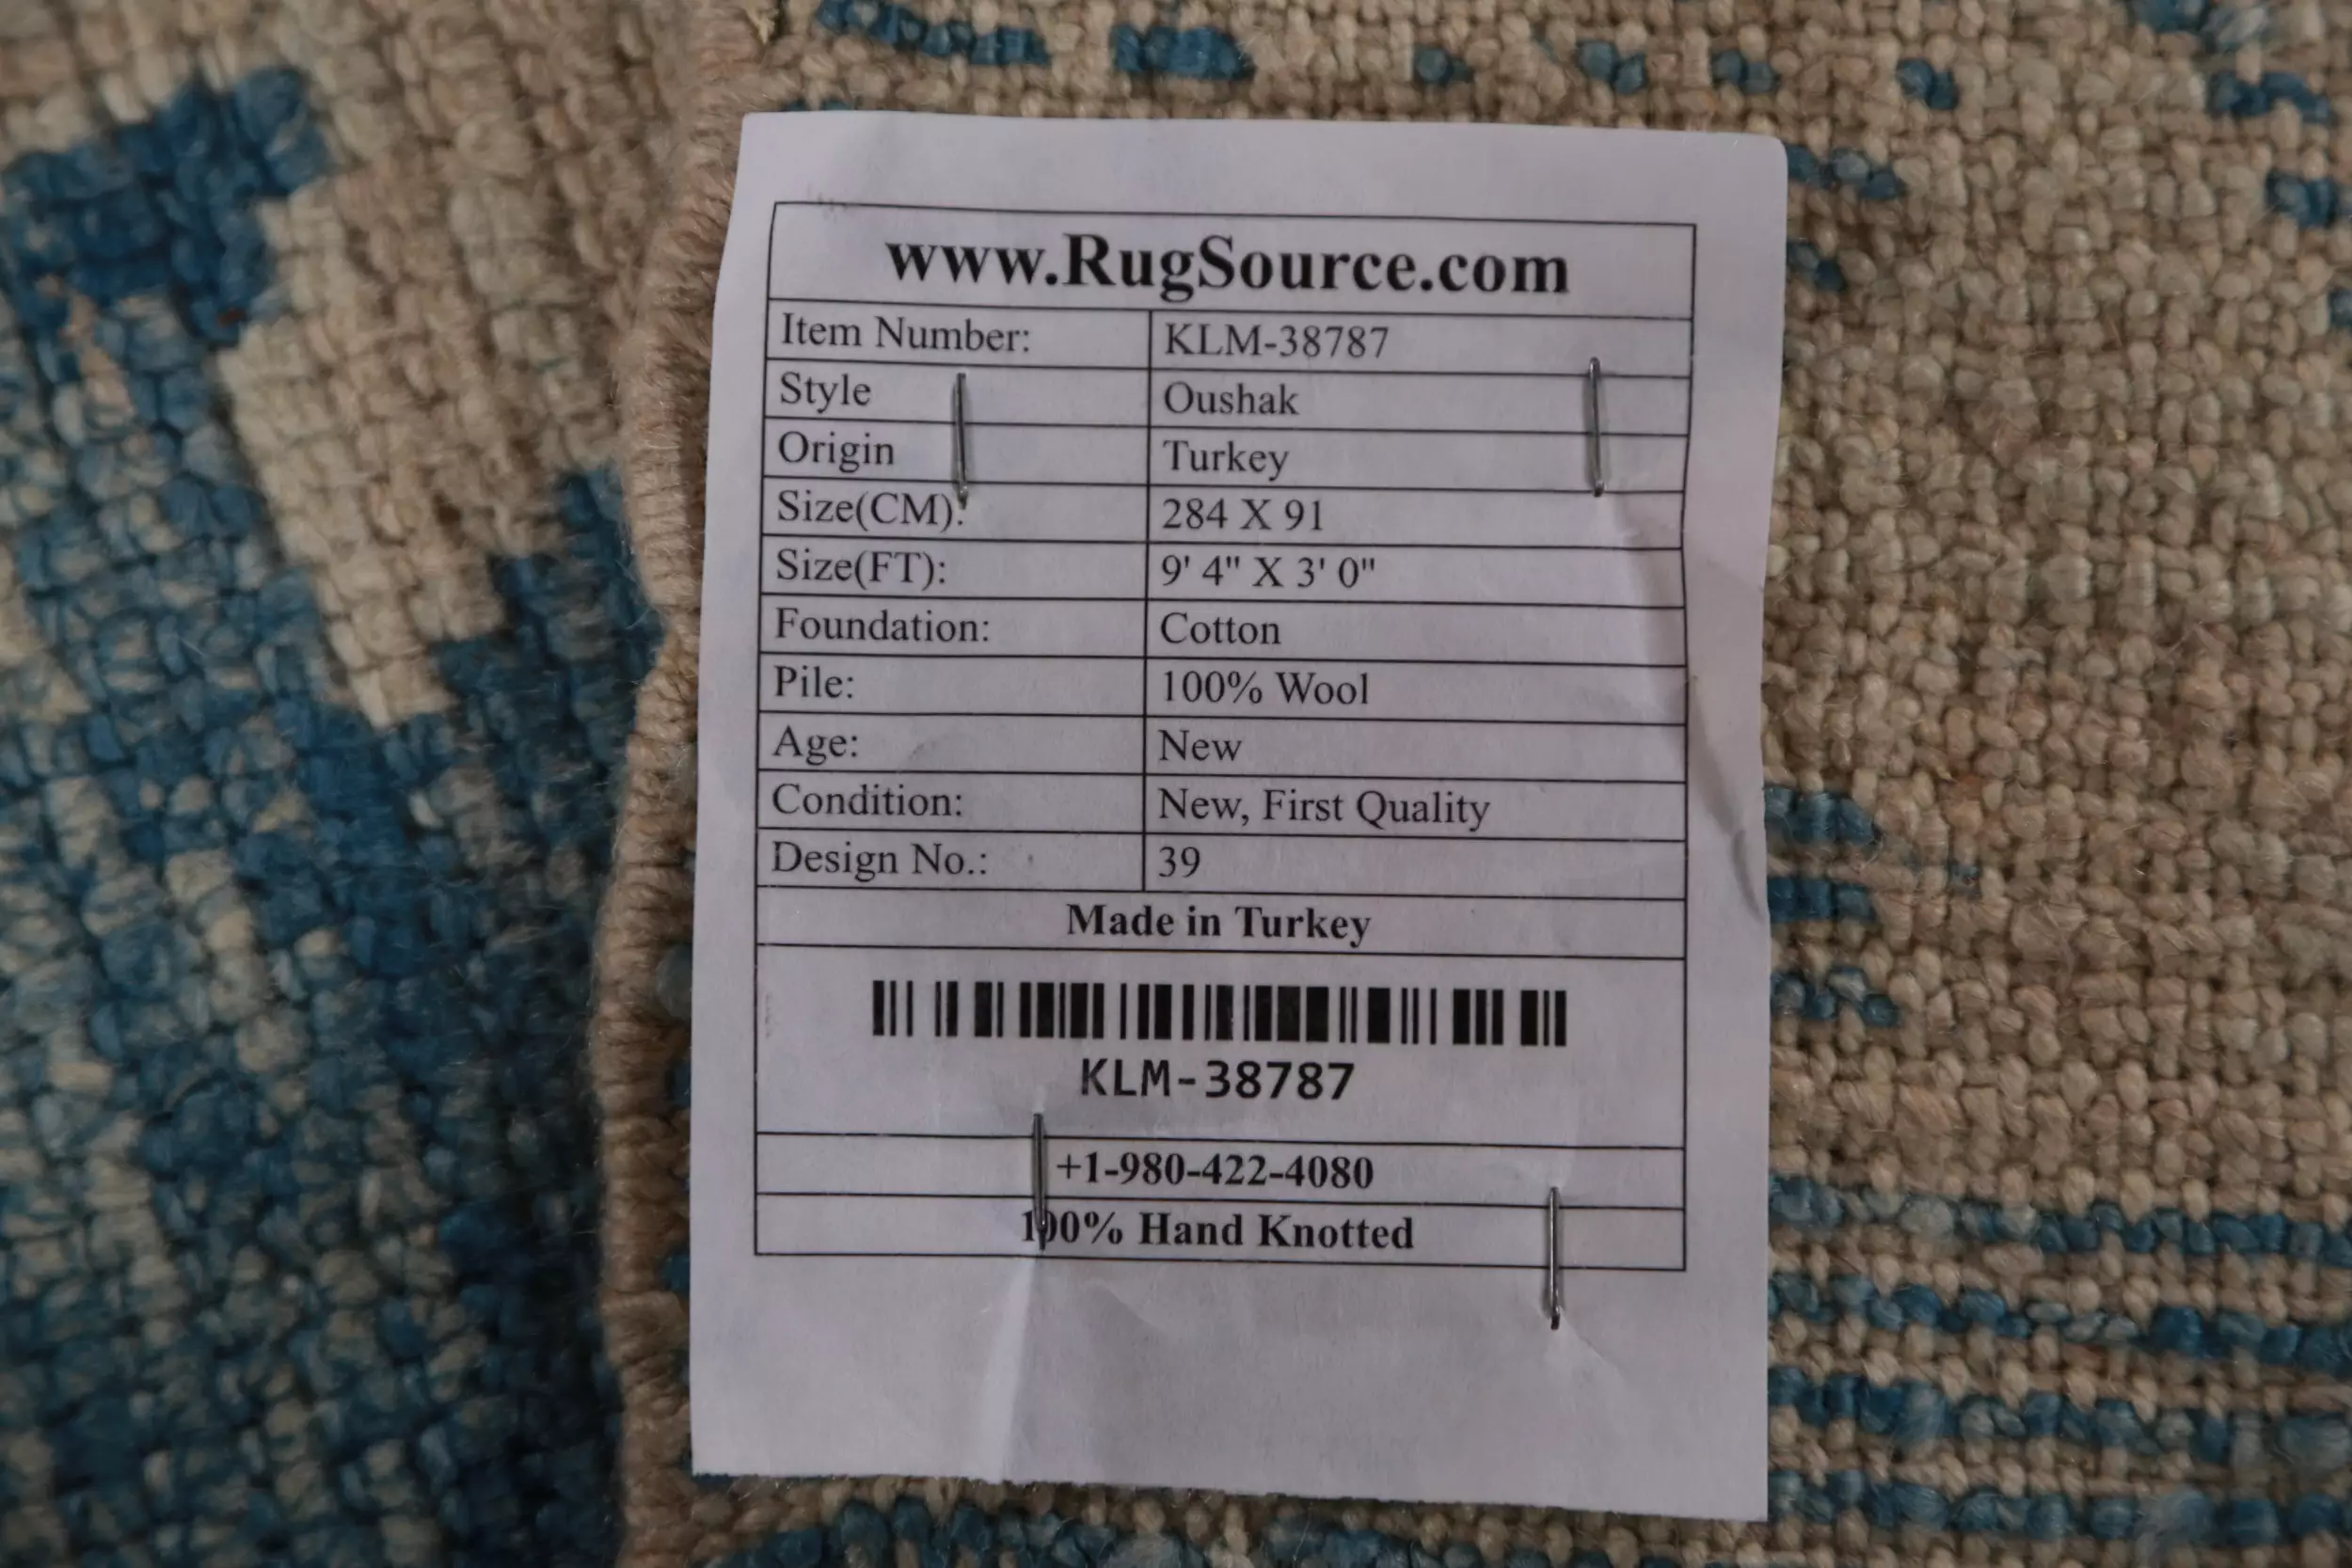 www.RugSource.com
Item Number: KLM-38787
Style Oushak
Origin Turkey
Size(CM): 284 X 91
Size(FT): 9' 4" X 3' 0"
Foundation: Cotton
Pile: 100% Wool
Age: New
Condition: New, First Quality
Design No.: 39
Made in Turkey
KLM-38787
+1-980-422-4080
100% Hand Knotted